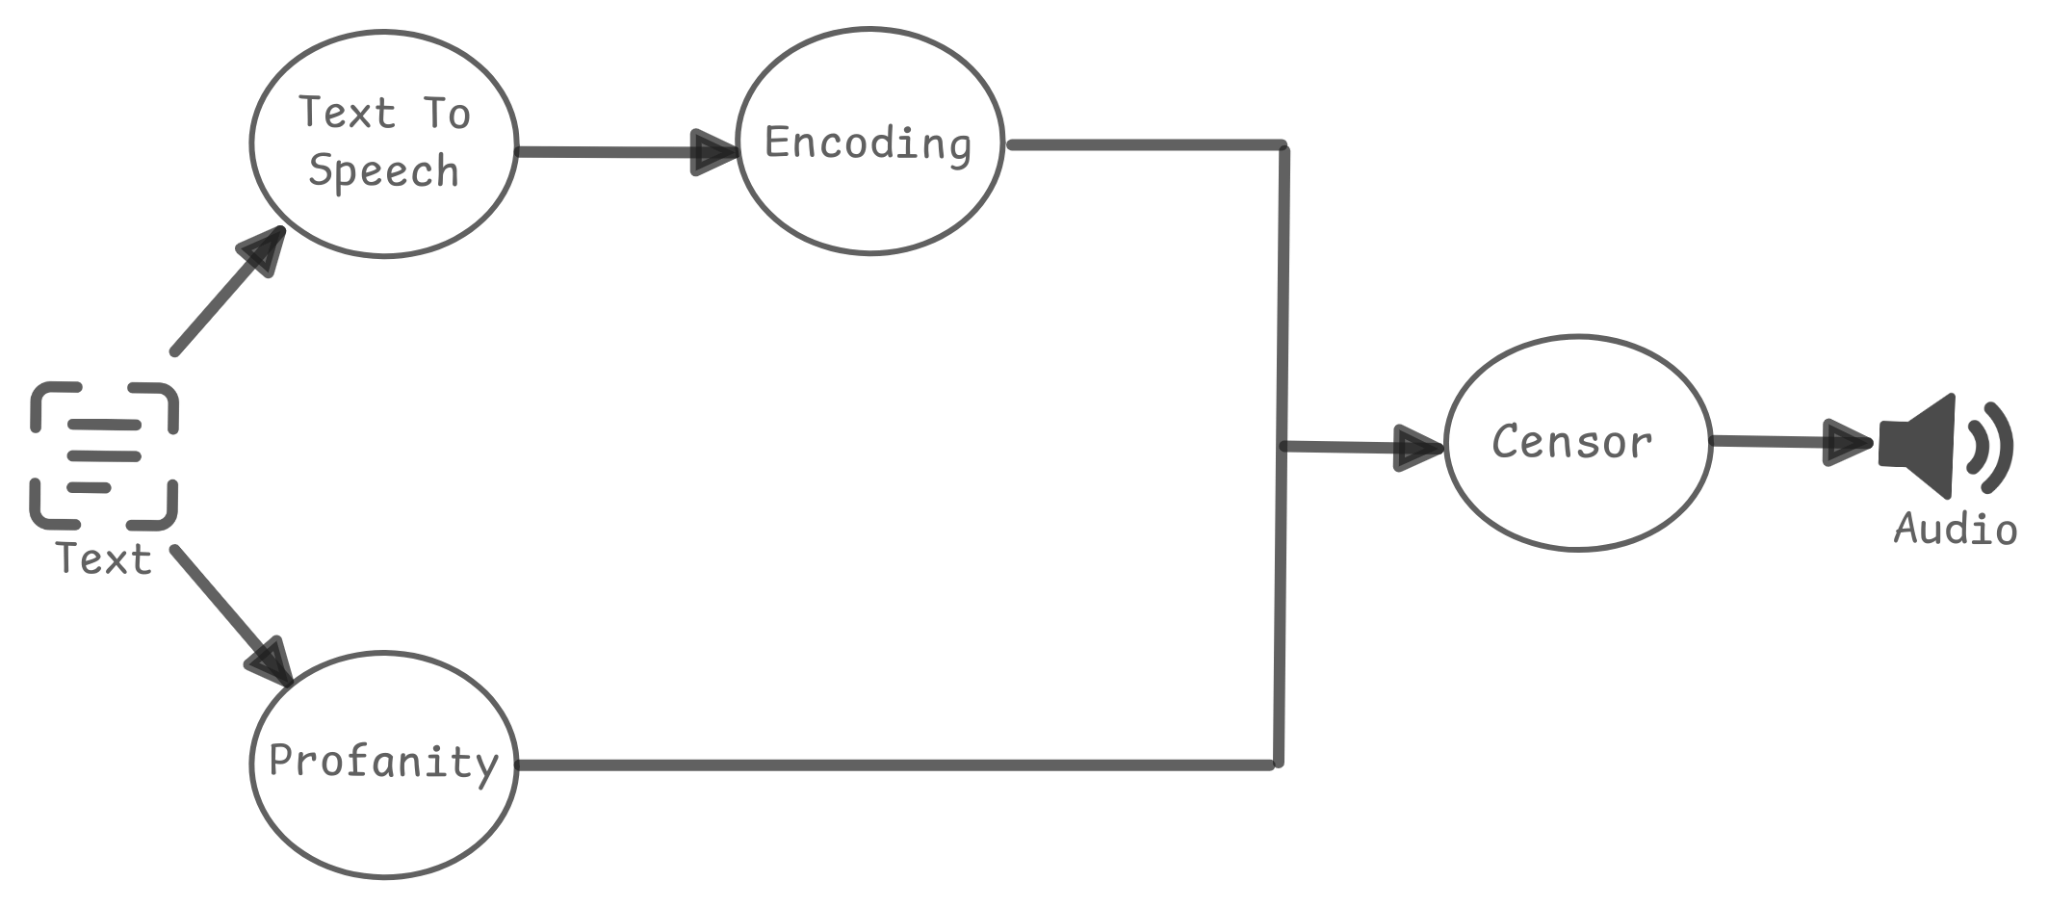 Text To
Speech
Encoding
Text
Profanity
Censor
Audio